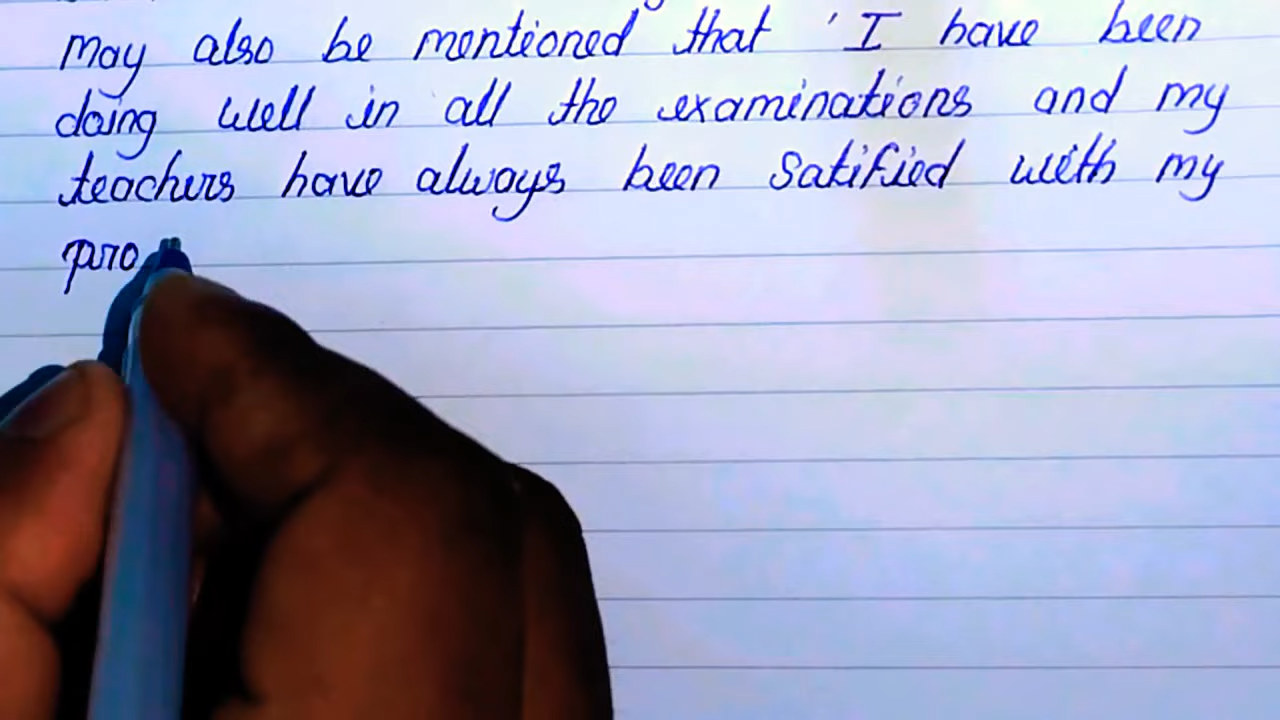 may also be mentioned that 'I have been
doing well in all the examinations and my
teachers have always been satified with my
pro